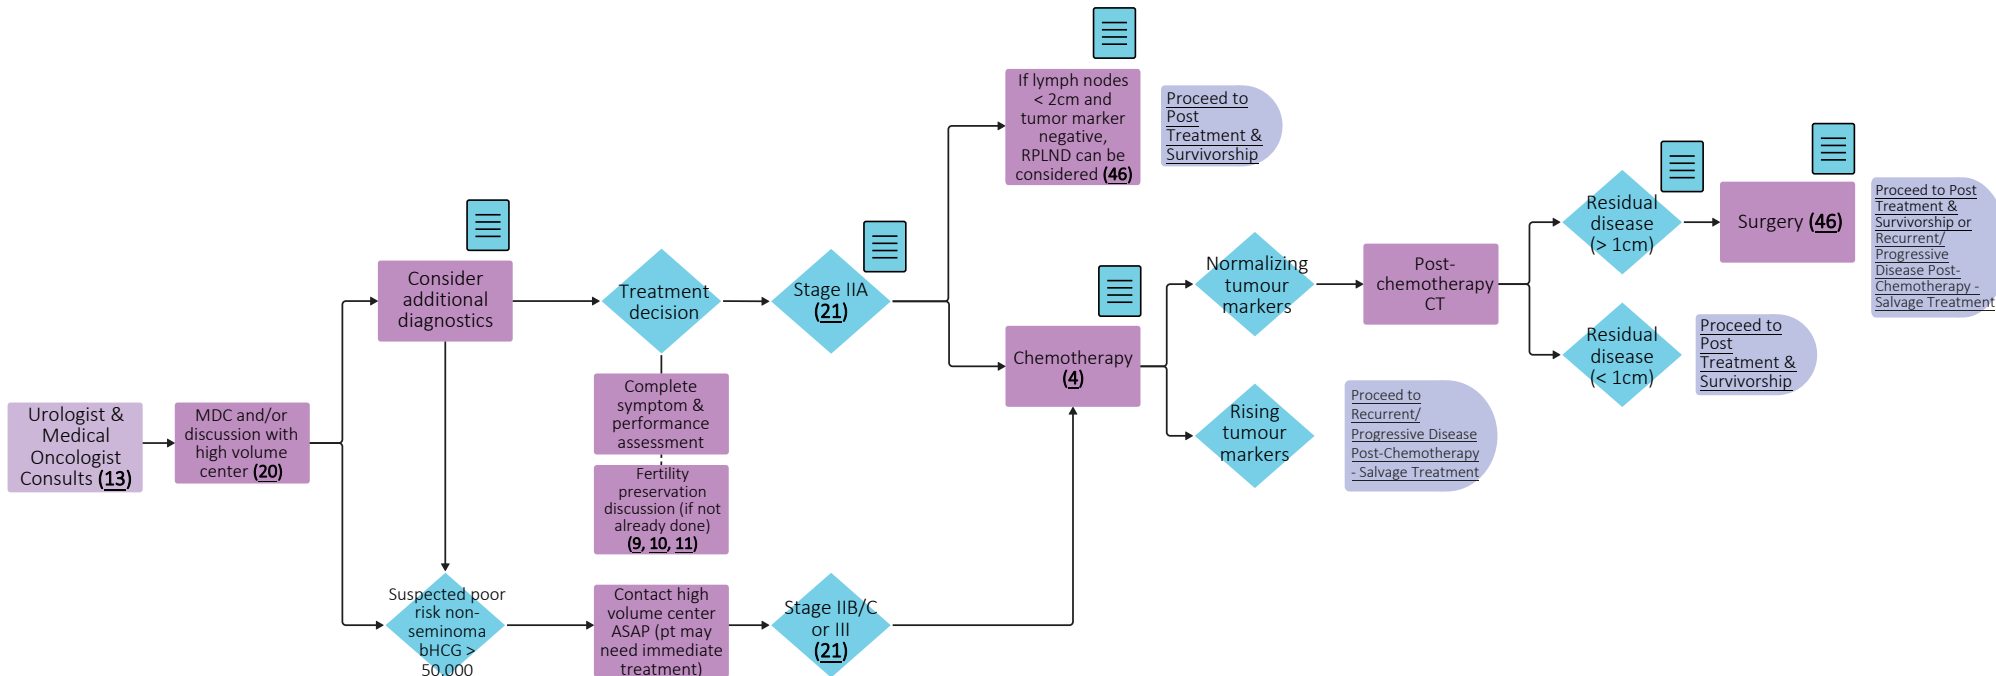 Urologist &
Medical
Oncologist
Consults (13)
MDC and/or
discussion with
high volume
center (20)
Consider
additional
diagnostics
Suspected poor
risk non-
seminoma
bHCG >
50,000
Treatment
decision
Complete
symptom &
performance
assessment
Fertility
preservation
discussion (if not
already done)
(9, 10, 11)
Contact high
volume center
ASAP (pt may
need immediate
treatment)
Stage IIA
(21)
Stage IIB/C
or III
(21)
If lymph nodes
< 2cm and
tumor marker
negative,
RPLND can be
considered (46)
Proceed to
Post
Treatment &
Survivorship
Chemotherapy
(4)
Normalizing
tumour
markers
Rising
tumour
markers
Proceed to
Recurrent/
Progressive Disease
Post-Chemotherapy
- Salvage Treatment
Post-
chemotherapy
CT
Residual
disease
(> 1cm)
Surgery (46)
Proceed to Post
Treatment &
Survivorship or
Recurrent/
Progressive
Disease Post-
Chemotherapy -
Salvage Treatment
Residual
disease
(< 1cm)
Proceed to
Post
Treatment &
Survivorship